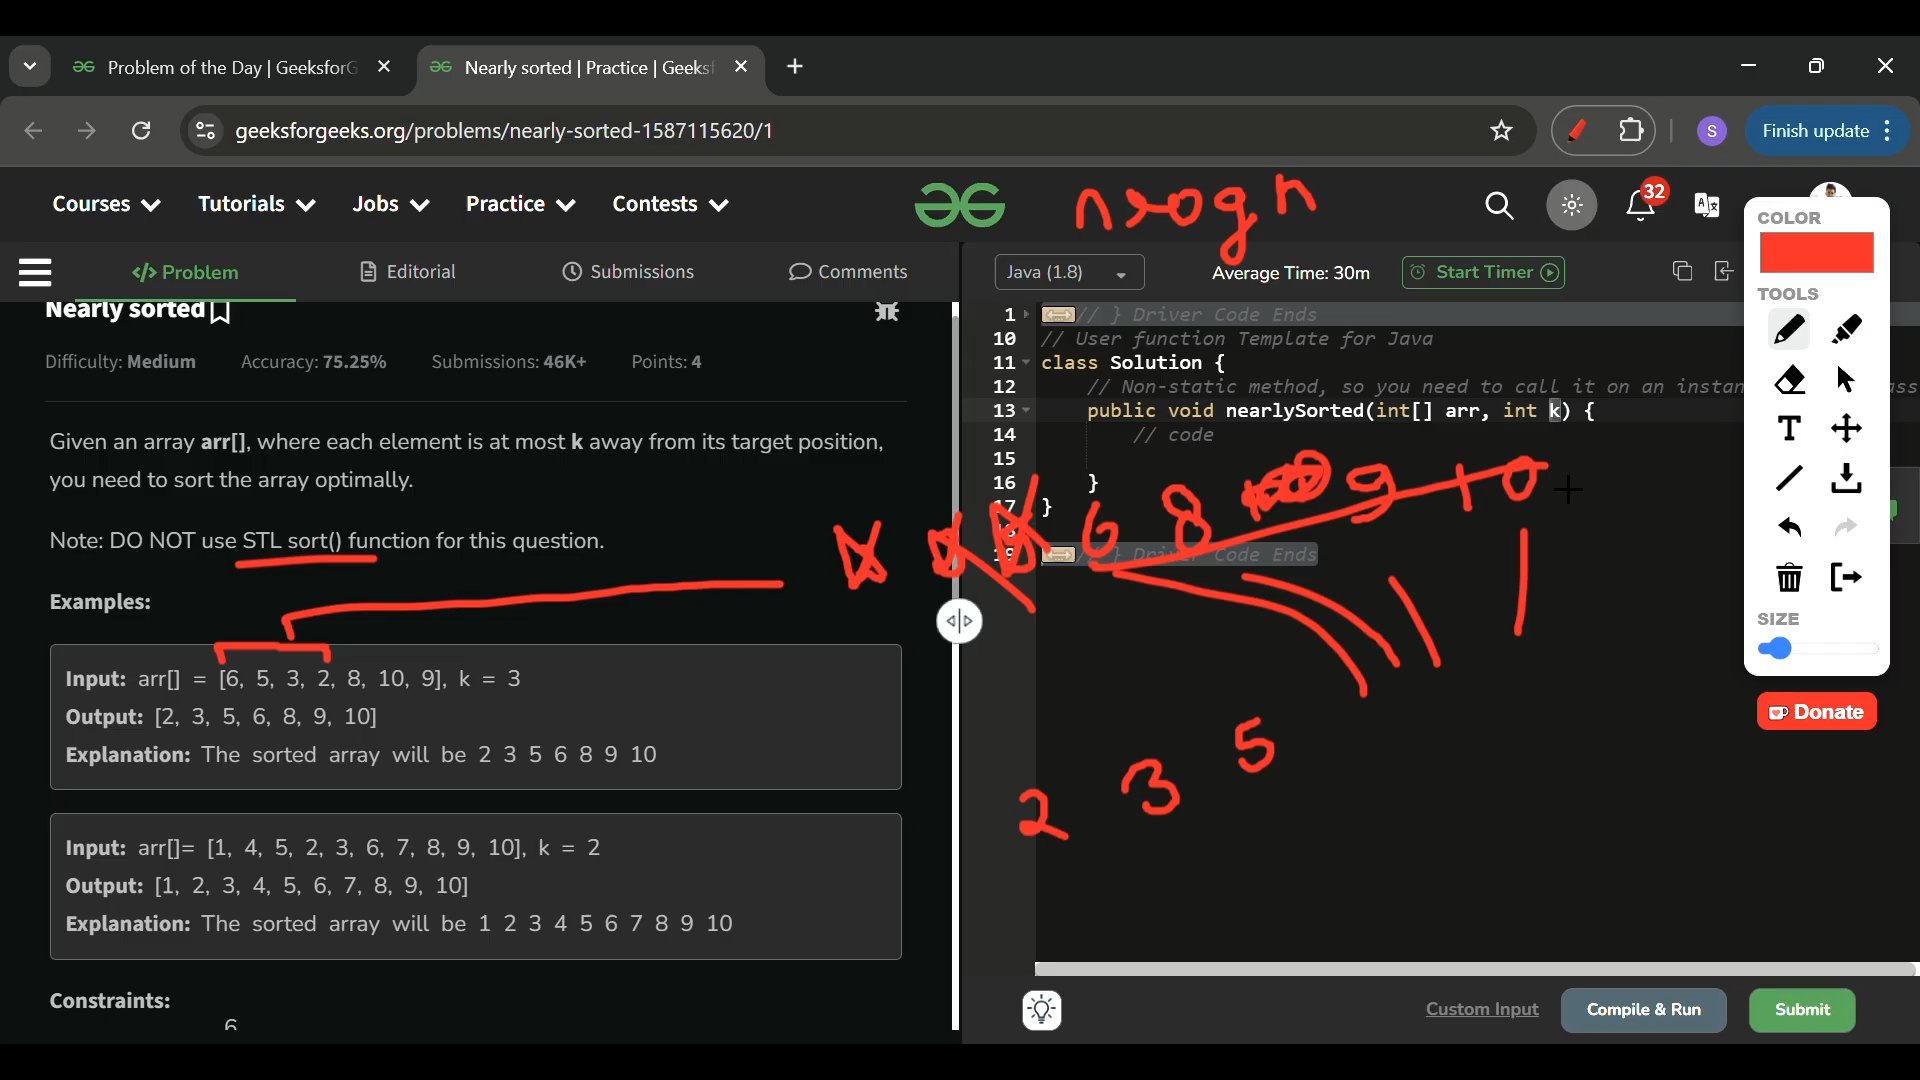 Problem of the Day | GeeksforG
Nearly sorted | Practice | Geeksf
geeksforgeeks.org/problems/nearly-sorted-1587115620/1
S
Finish update
Courses
Tutorials
Jobs
Practice
Contests
32
COLOR
TOOLS
SIZE
Donate
Problem
Editorial
Submissions
Comments
Java (1.8)
Average Time: 30m
Start Timer
Nearly sorted
Difficulty: Medium Accuracy: 75.25% Submissions: 46K+ Points: 4
Given an array arr[], where each element is at most k away from its target position,
you need to sort the array optimally.
Note: DO NOT use STL sort() function for this question.
Examples:
Input: arr[] = [6, 5, 3, 2, 8, 10, 9], k = 3
Output: [2, 3, 5, 6, 8, 9, 10]
Explanation: The sorted array will be 2 3 5 6 8 9 10
Input: arr[]= [1, 4, 5, 2, 3, 6, 7, 8, 9, 10], k = 2
Output: [1, 2, 3, 4, 5, 6, 7, 8, 9, 10]
Explanation: The sorted array will be 1 2 3 4 5 6 7 8 9 10
Constraints:
6
1 // } Driver Code Ends
10 // User function Template for Java
11 class Solution {
12 // Non-static method, so you need to call it on an instan ass
13 public void nearlySorted(int[] arr, int k) {
14 // code
15
16 }
17 }
19 // } Driver Code Ends
6 8 9 10
2 3 5
Custom Input
Compile & Run
Submit